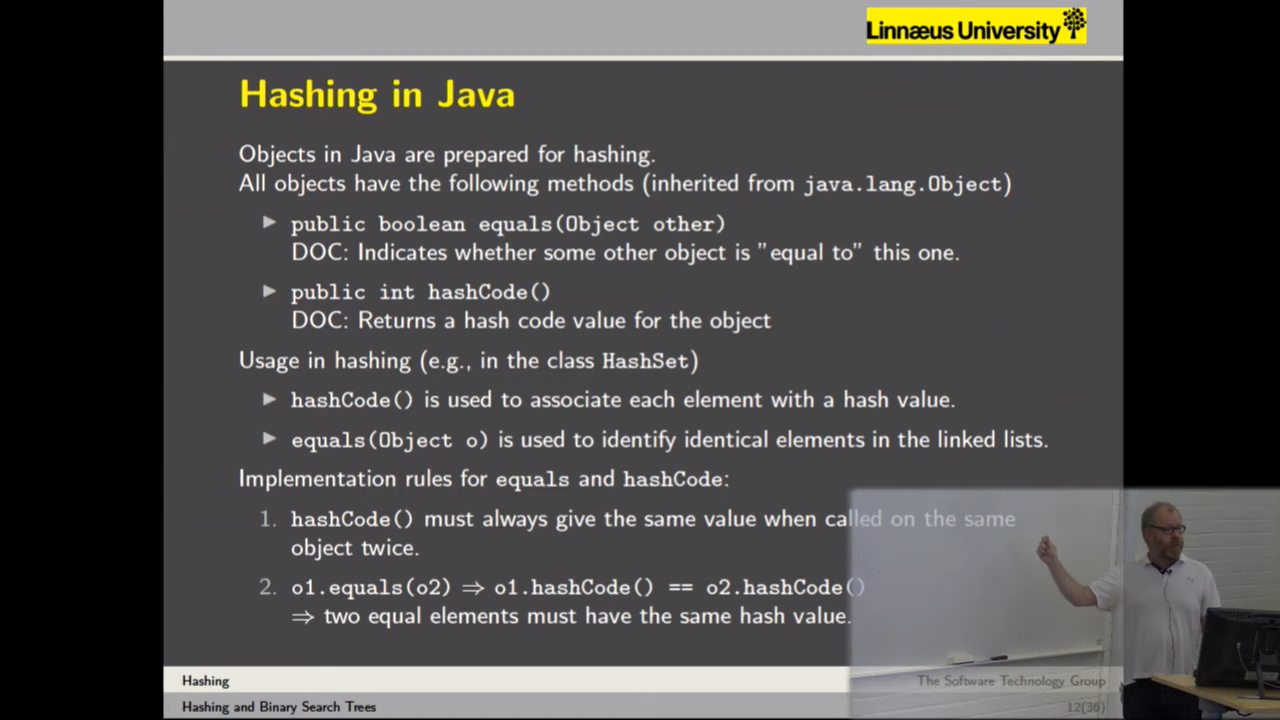 Linnæus University
Hashing in Java
Objects in Java are prepared for hashing.
All objects have the following methods (inherited from java.lang.Object)
▶ public boolean equals(Object other)
DOC: Indicates whether some other object is ”equal to” this one.
▶ public int hashCode()
DOC: Returns a hash code value for the object
Usage in hashing (e.g., in the class HashSet)
▶ hashCode() is used to associate each element with a hash value.
▶ equals(Object o) is used to identify identical elements in the linked lists.
Implementation rules for equals and hashCode:
1. hashCode() must always give the same value when called on the same
object twice.
2. o1.equals(o2) ⇒ o1.hashCode() == o2.hashCode()
⇒ two equal elements must have the same hash value.
Hashing
The Software Technology Group
Hashing and Binary Search Trees
12(36)